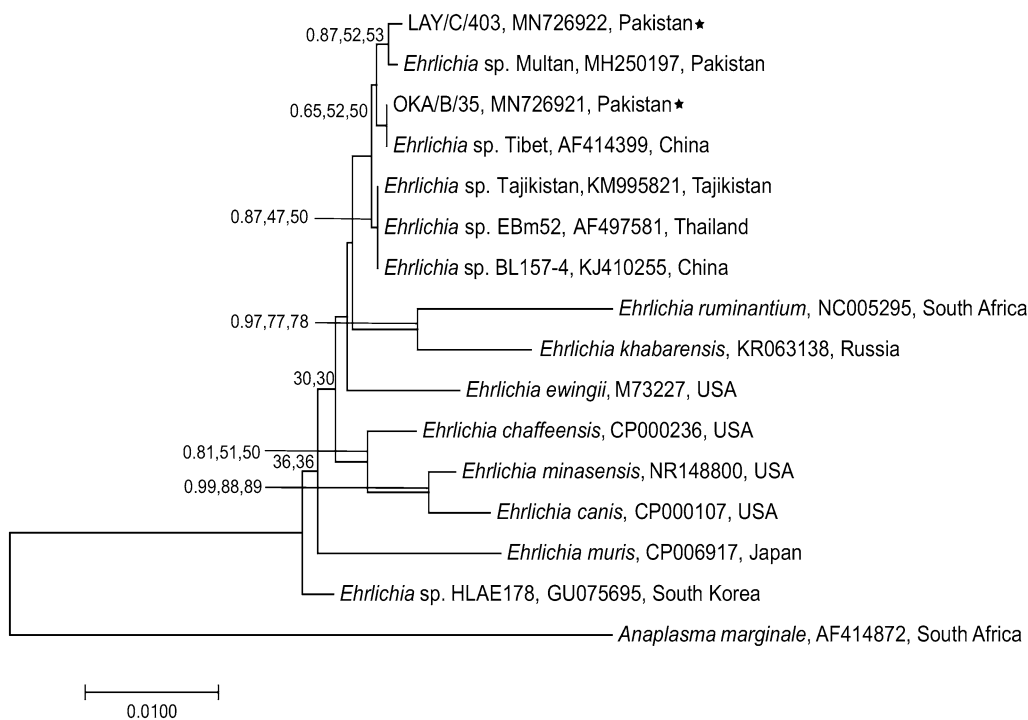 LAY/C/403, MN726922, Pakistan★
0.87,52,53
Ehrlichia sp. Multan, MH250197, Pakistan
OKA/B/35, MN726921, Pakistan★
0.65,52,50
Ehrlichia sp. Tibet, AF414399, China
Ehrlichia sp. Tajikistan, KM995821, Tajikistan
0.87,47,50
Ehrlichia sp. EBm52, AF497581, Thailand
Ehrlichia sp. BL157-4, KJ410255, China
Ehrlichia ruminantium, NC005295, South Africa
0.97,77,78
Ehrlichia khabarensis, KR063138, Russia
30,30
Ehrlichia ewingii, M73227, USA
Ehrlichia chaffeensis, CP000236, USA
0.81,51,50
36,36
Ehrlichia minasensis, NR148800, USA
0.99,88,89
Ehrlichia canis, CP000107, USA
Ehrlichia muris, CP006917, Japan
Ehrlichia sp. HLAE178, GU075695, South Korea
Anaplasma marginale, AF414872, South Africa
0.0100